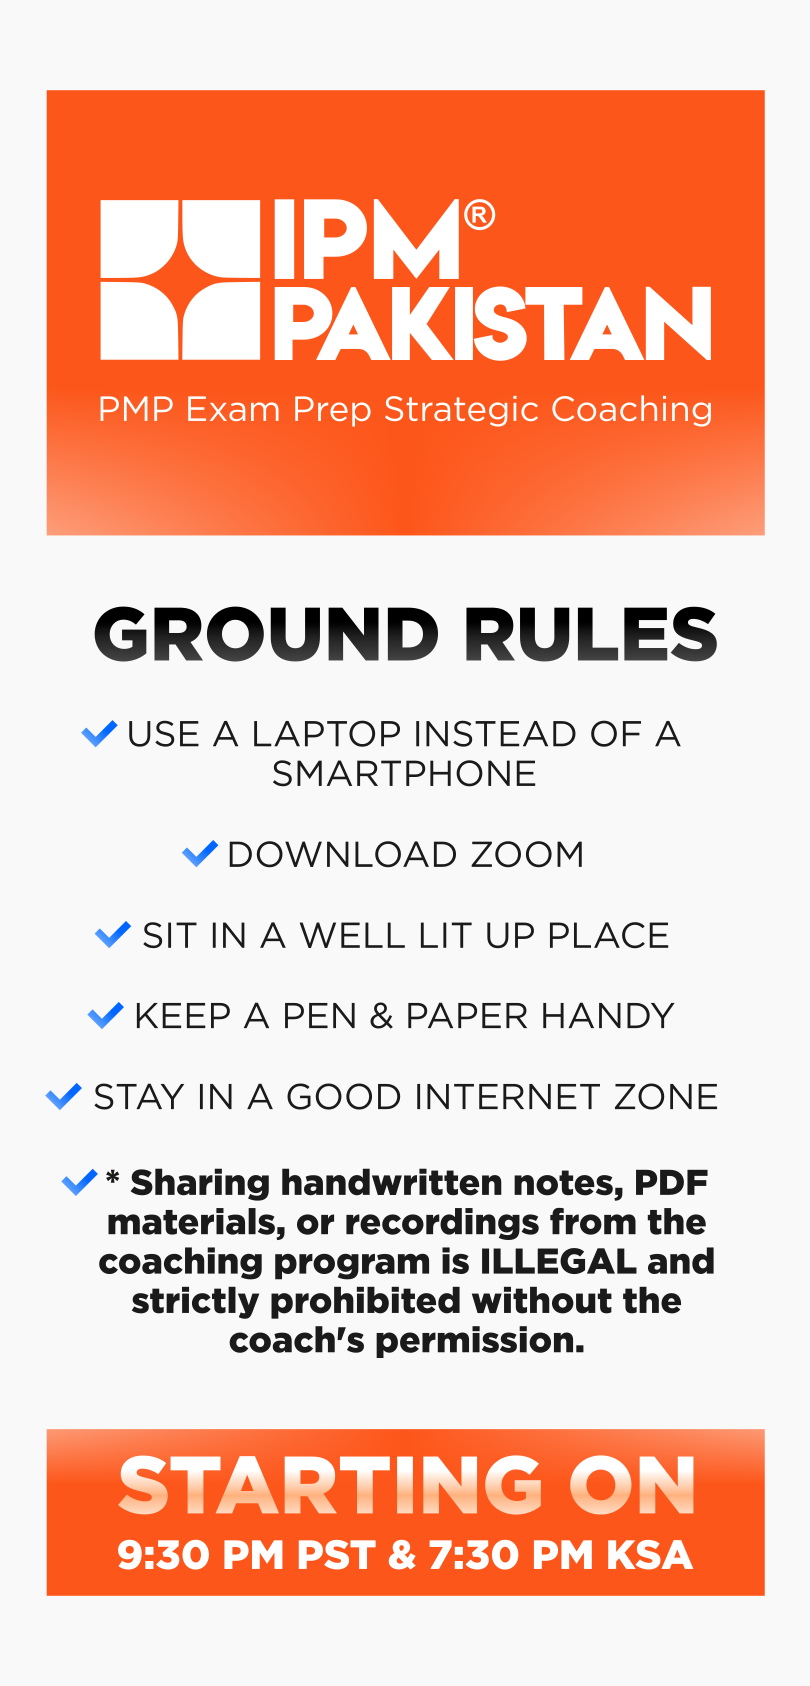 IPM®
PAKISTAN
PMP Exam Prep Strategic Coaching
GROUND RULES
USE A LAPTOP INSTEAD OF A
SMARTPHONE
DOWNLOAD ZOOM
SIT IN A WELL LIT UP PLACE
KEEP A PEN & PAPER HANDY
STAY IN A GOOD INTERNET ZONE
* Sharing handwritten notes, PDF
materials, or recordings from the
coaching program is ILLEGAL and
strictly prohibited without the
coach's permission.
STARTING ON
9:30 PM PST & 7:30 PM KSA